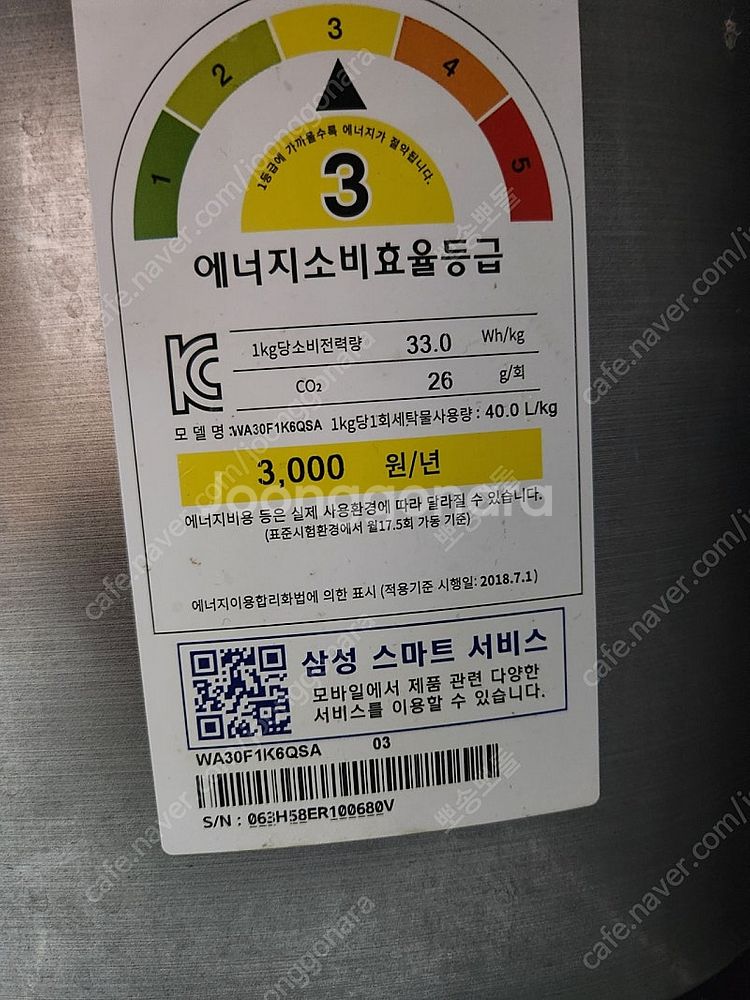 1
2
3
4
5
1등급에 가까울수록 에너지가 절약됩니다.
3
에너지소비효율등급
1kg당소비전력량 33.0 Wh/kg
CO₂ 26 g/회
모 델 명 :WA30F1K6QSA 1kg당1회세탁물사용량 : 40.0 L/kg
3,000 원/년
에너지비용 등은 실제 사용환경에 따라 달라질 수 있습니다.
(표준시험환경에서 월17.5회 가동 기준)
에너지이용합리화법에 의한 표시 (적용기준 시행일: 2018.7.1)
삼성 스마트 서비스
모바일에서 제품 관련 다양한
서비스를 이용할 수 있습니다.
WA30F1K6QSA 03
S/N : 063H58ER100680V
Joonggonara
뽀송뽀돌
cafe.naver.com/joonggonara